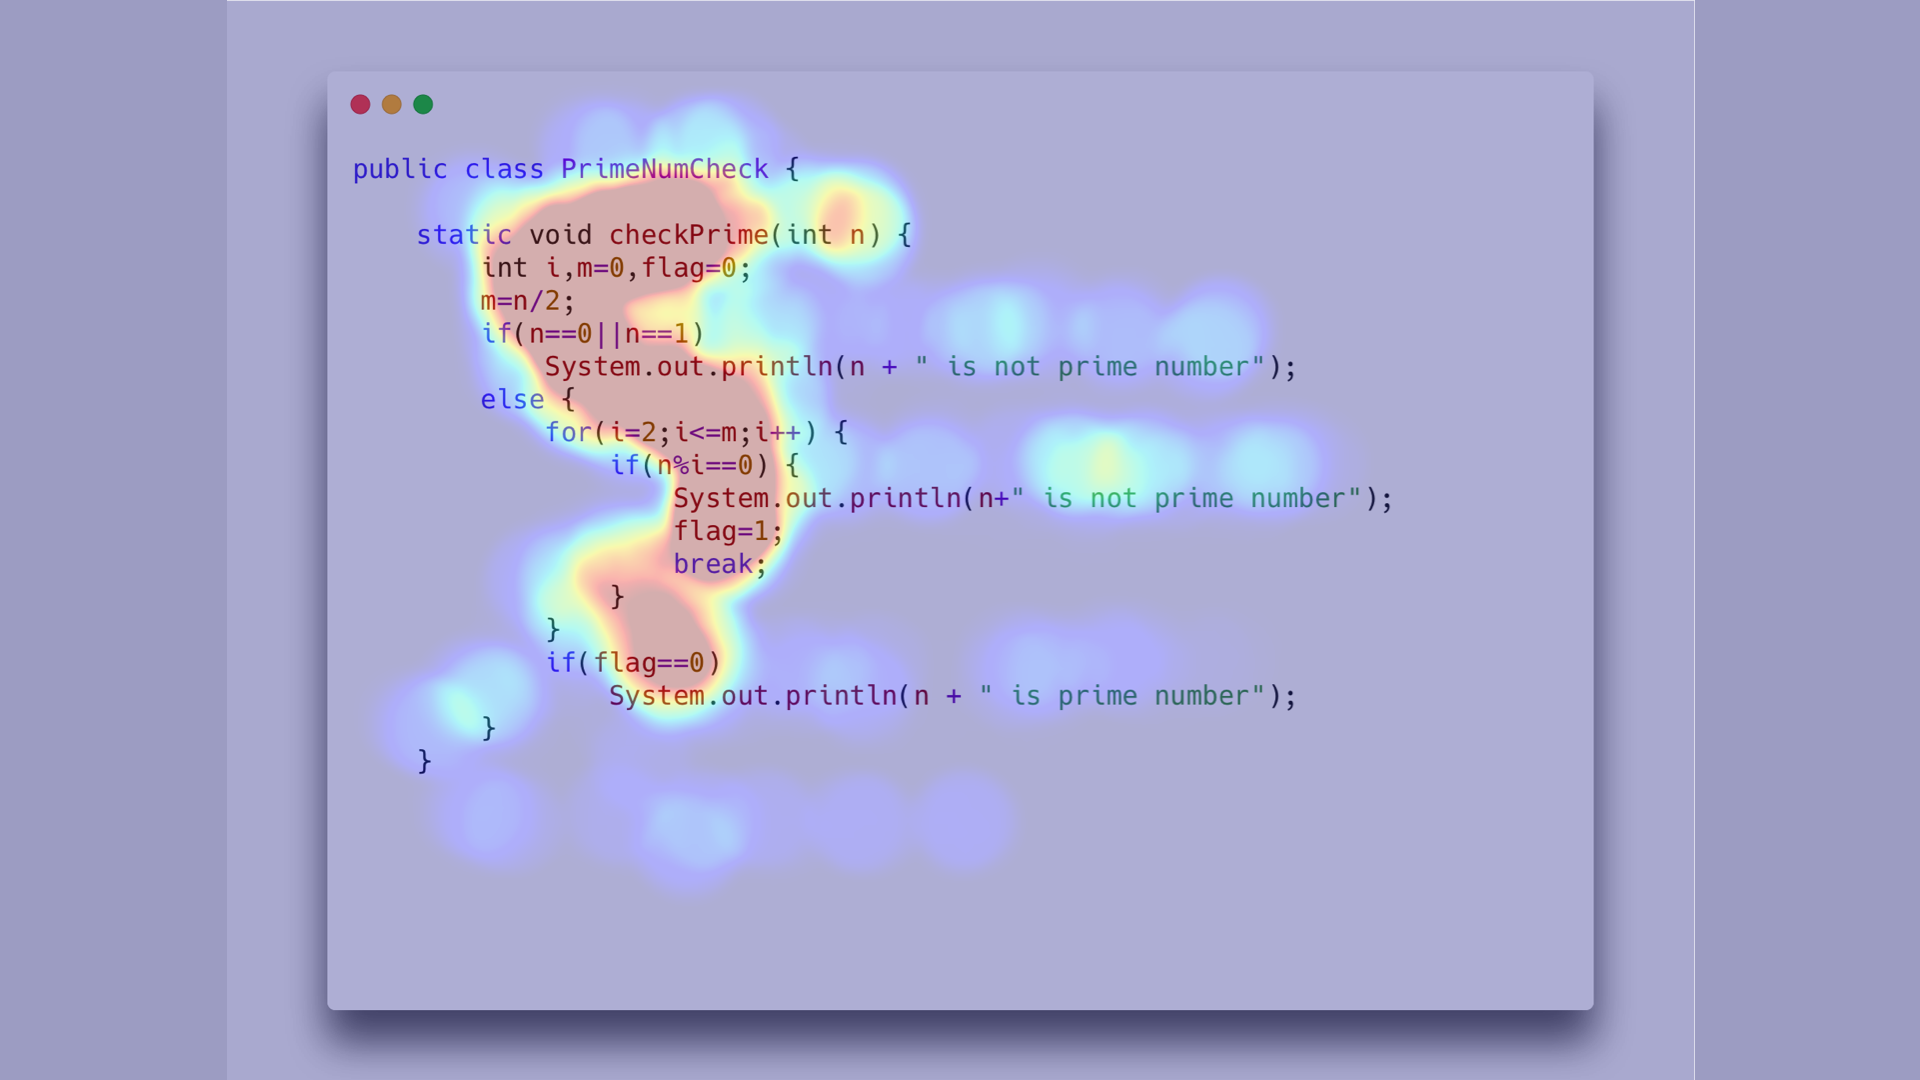 public class PrimeNumCheck {
static void checkPrime(int n) {
int i,m=0,flag=0;
m=n/2;
if(n==0||n==1)
System.out.println(n + " is not prime number");
else {
for(i=2;i<=m;i++) {
if(n%i==0) {
System.out.println(n+" is not prime number");
flag=1;
break;
}
}
if(flag==0)
System.out.println(n + " is prime number");
}
}